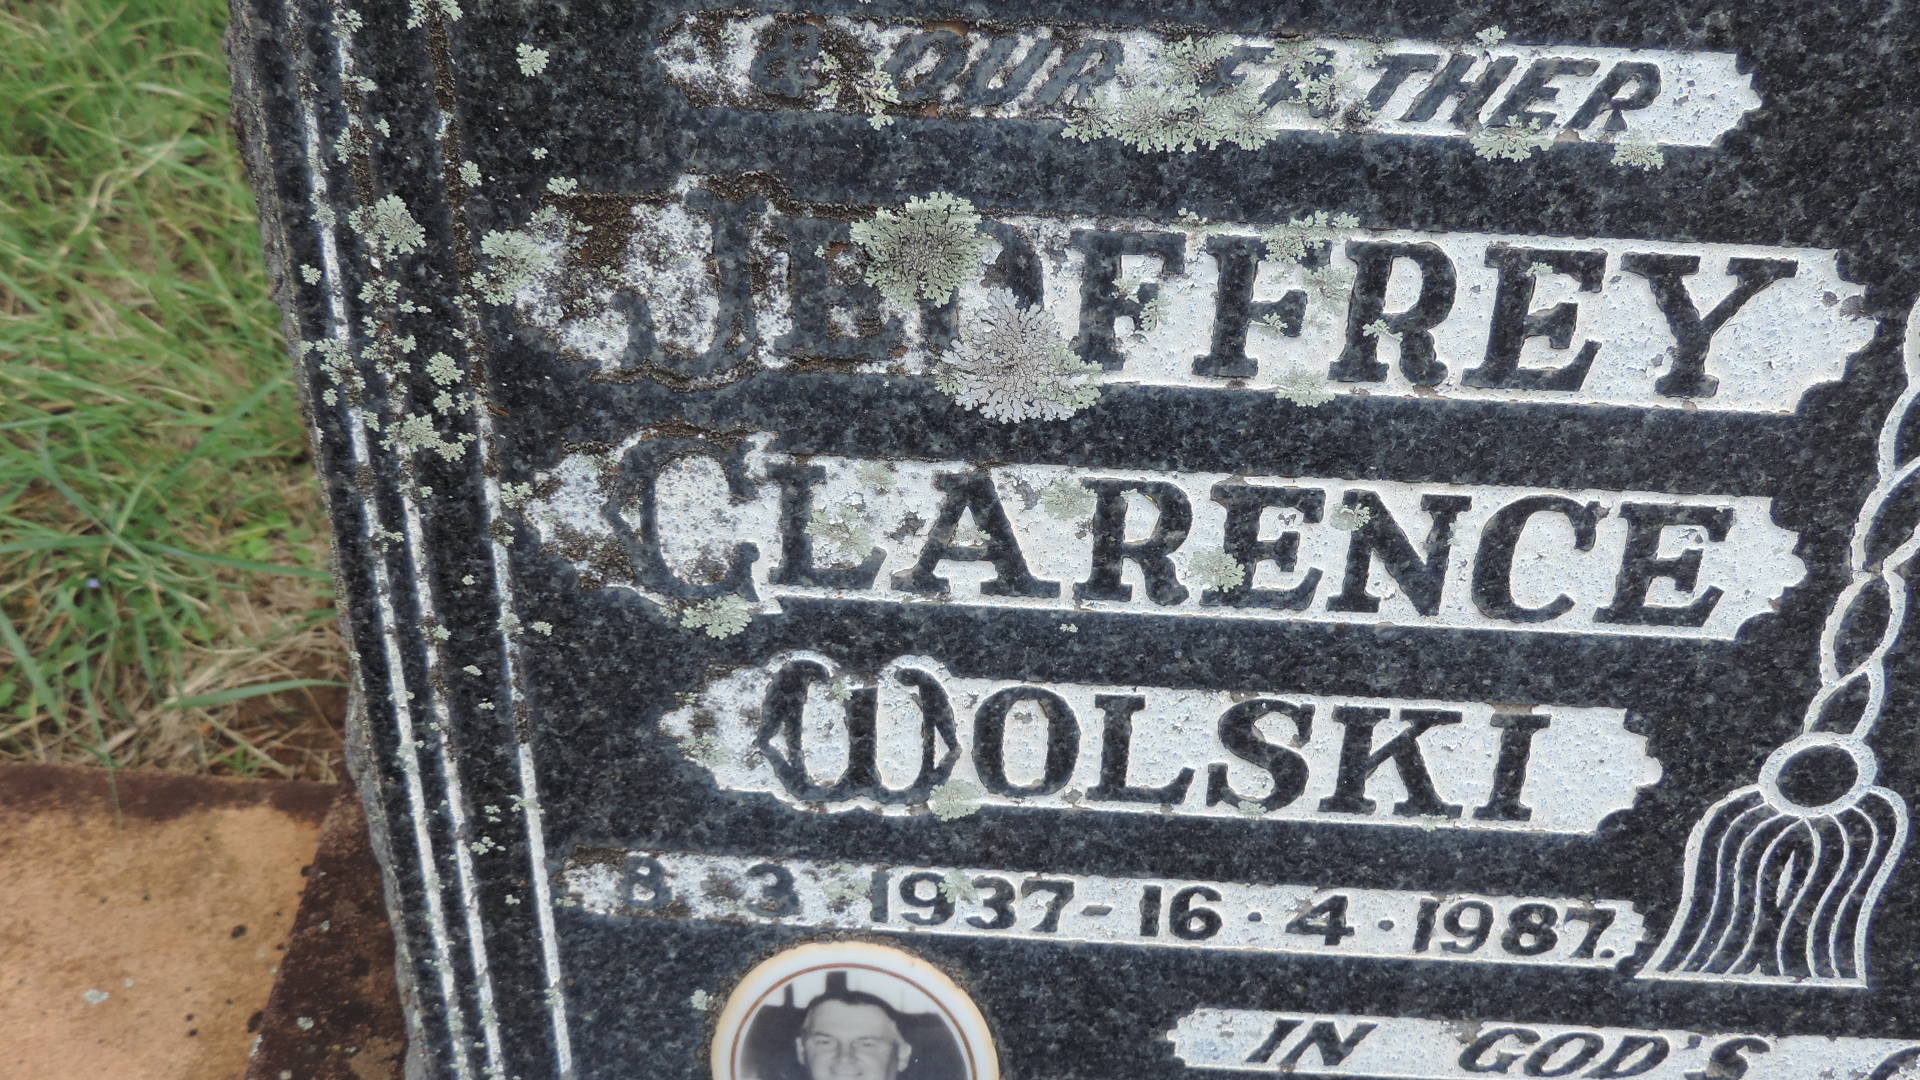 & OUR FATHER
JEOFFREY
CLARENCE
WOLSKI
8 · 3 · 1937 - 16 · 4 · 1987.
IN GOD'S